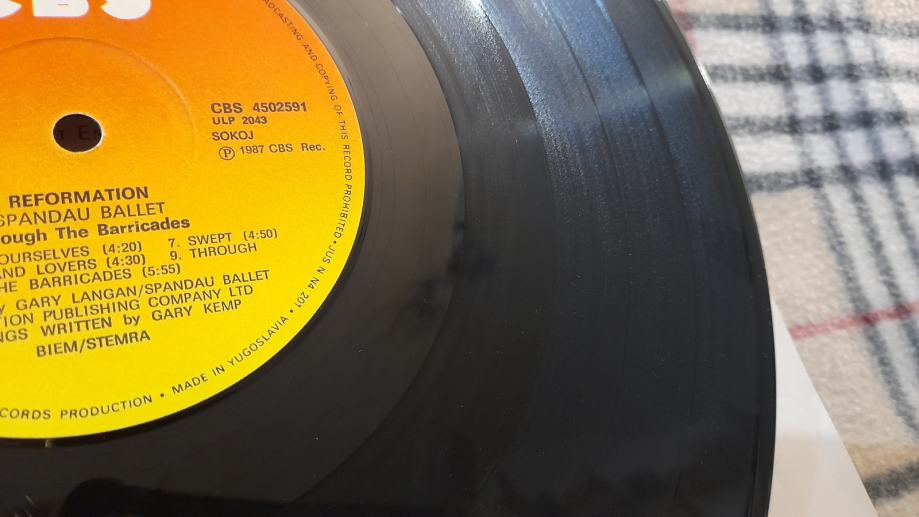 CBS
CBS 4502591
ULP 2043
SOKOJ
Ⓟ 1987 CBS Rec.
REFORMATION
SPANDAU BALLET
ough The Barricades
OURSELVES (4:20) 7. SWEPT (4:50)
AND LOVERS (4:30) 9. THROUGH
HE BARRICADES (5:55)
y GARY LANGAN/SPANDAU BALLET
TION PUBLISHING COMPANY LTD
NGS WRITTEN by GARY KEMP
BIEM/STEMRA
ADCASTING AND COPYING OF THIS RECORD PROHIBITED • JUS N N4 201 • MADE IN YUGOSLAVIA •
CORDS PRODUCTION